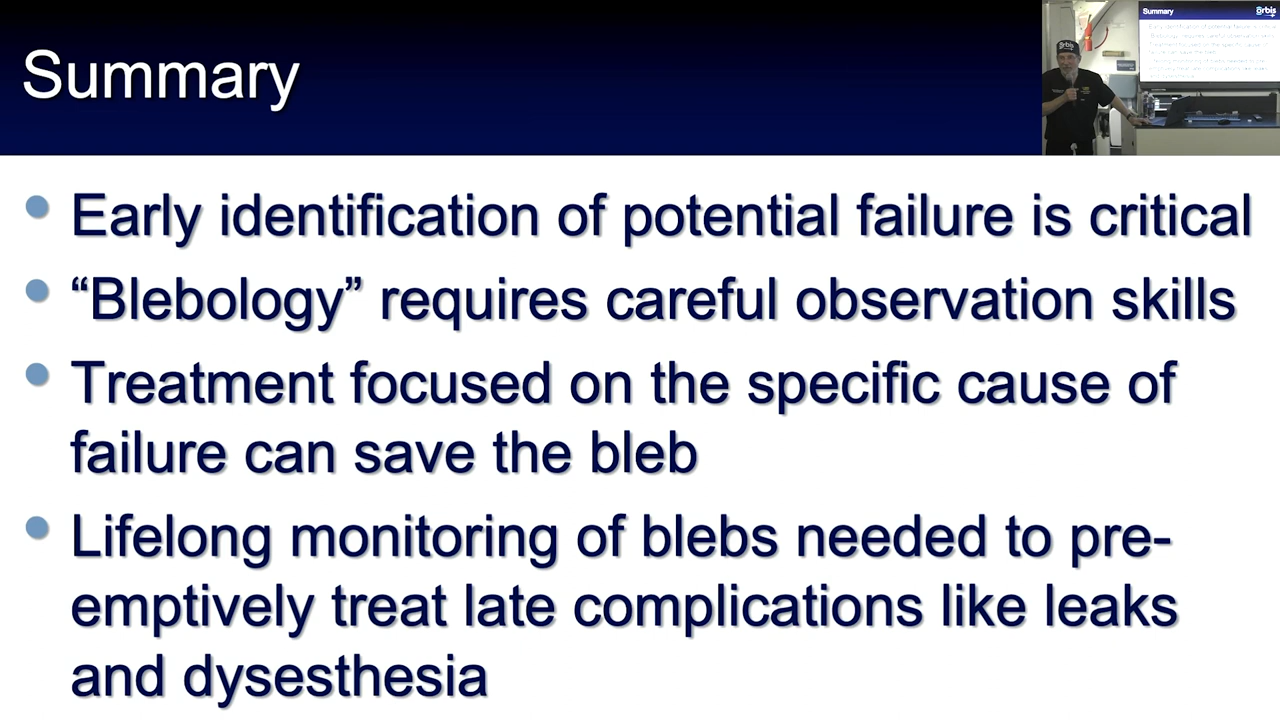 Summary
Early identification of potential failure is critical
“Blebology” requires careful observation skills
Treatment focused on the specific cause of
failure can save the bleb
Lifelong monitoring of blebs needed to pre-
emptively treat late complications like leaks
and dysesthesia
Summary
orbis
orbis